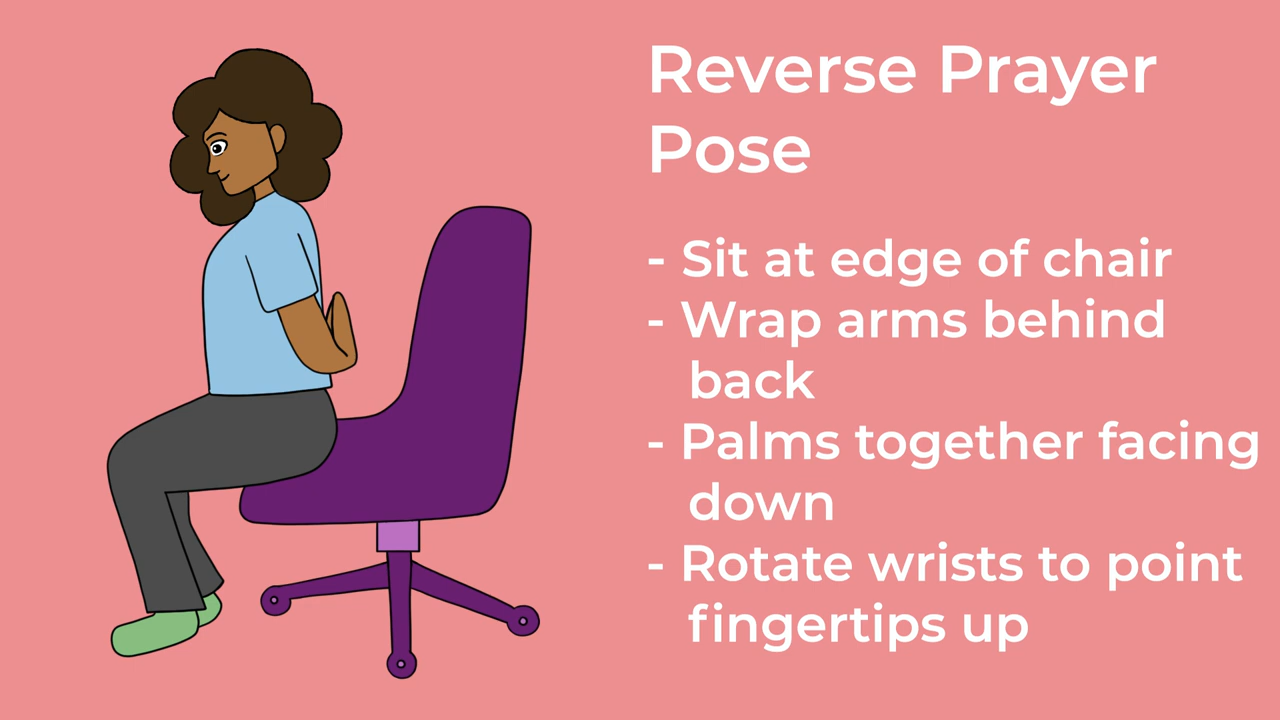 Reverse Prayer
Pose
- Sit at edge of chair
- Wrap arms behind
back
- Palms together facing
down
- Rotate wrists to point
fingertips up